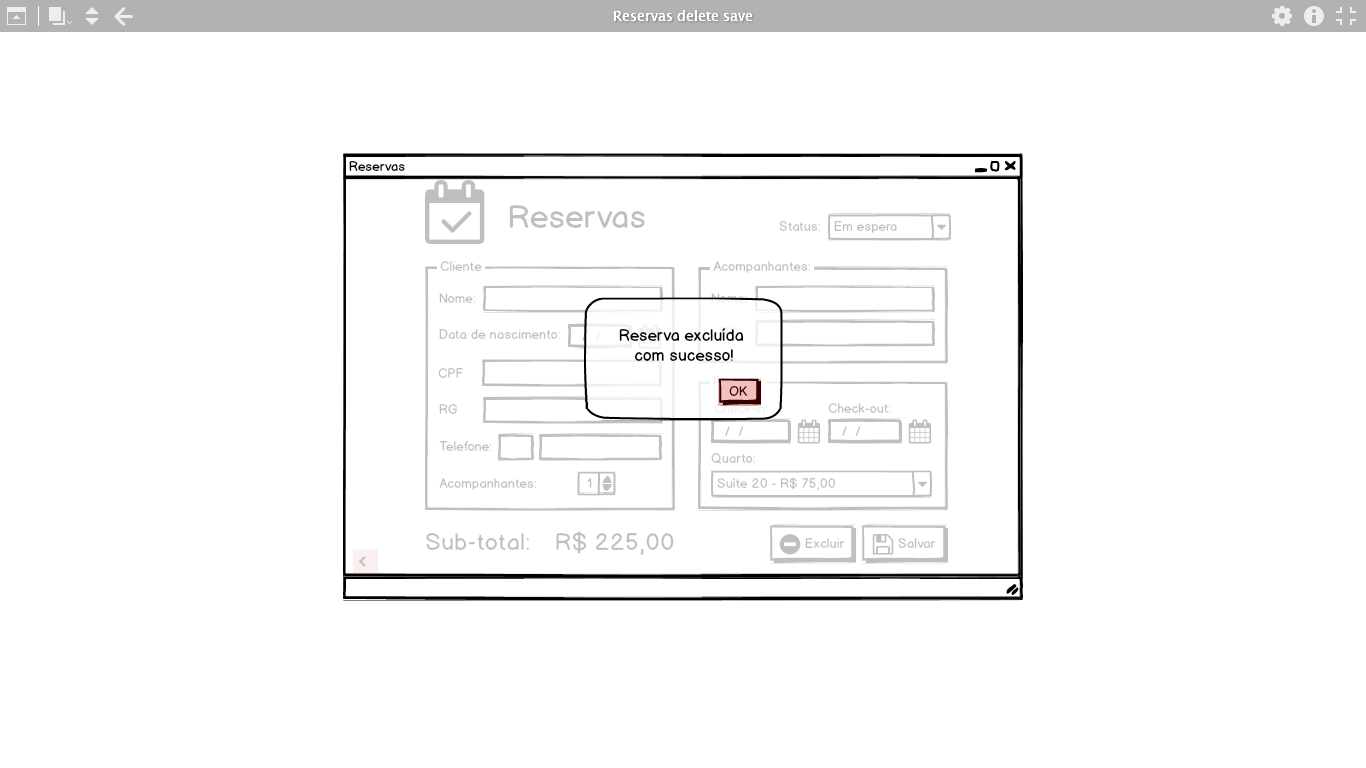 Reservas delete save
Reservas
Reservas
Status: Em espera
Cliente
Nome:
Data de nascimento: / /
CPF
RG
Telefone:
Acompanhantes: 1
Acompanhantes:
Nome:
Reserva excluída
com sucesso!
OK
Check-in: Check-out:
/ / / /
Quarto:
Suíte 20 - R$ 75,00
Sub-total: R$ 225,00
Excluir Salvar